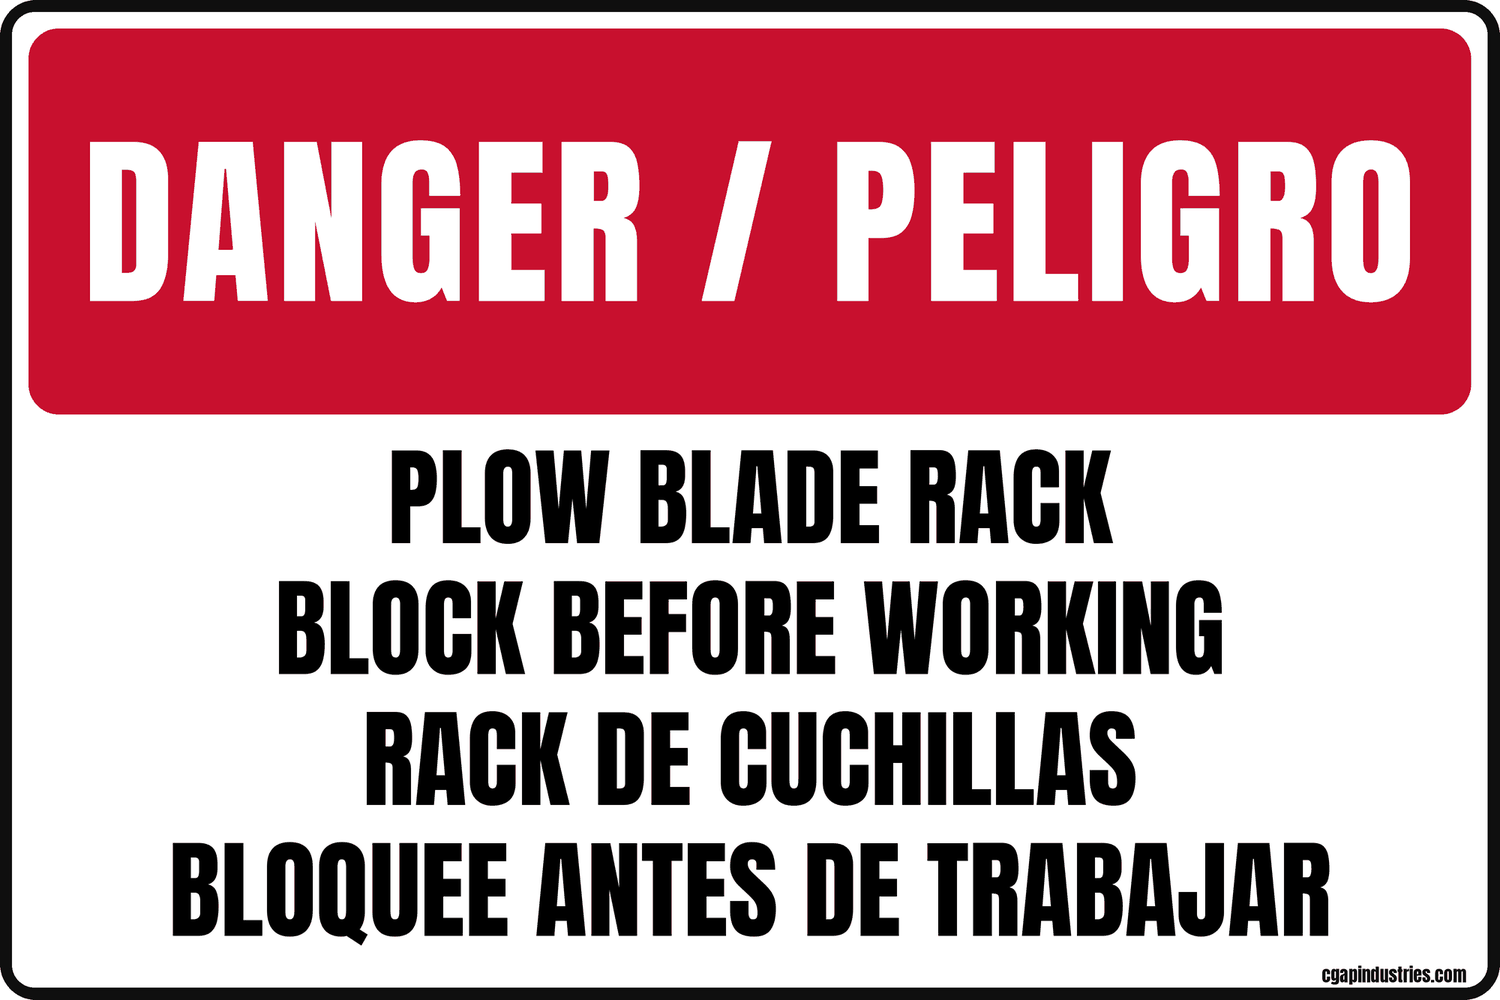 DANGER / PELIGRO
PLOW BLADE RACK
BLOCK BEFORE WORKING
RACK DE CUCHILLAS
BLOQUEE ANTES DE TRABAJAR
cgapindustries.com